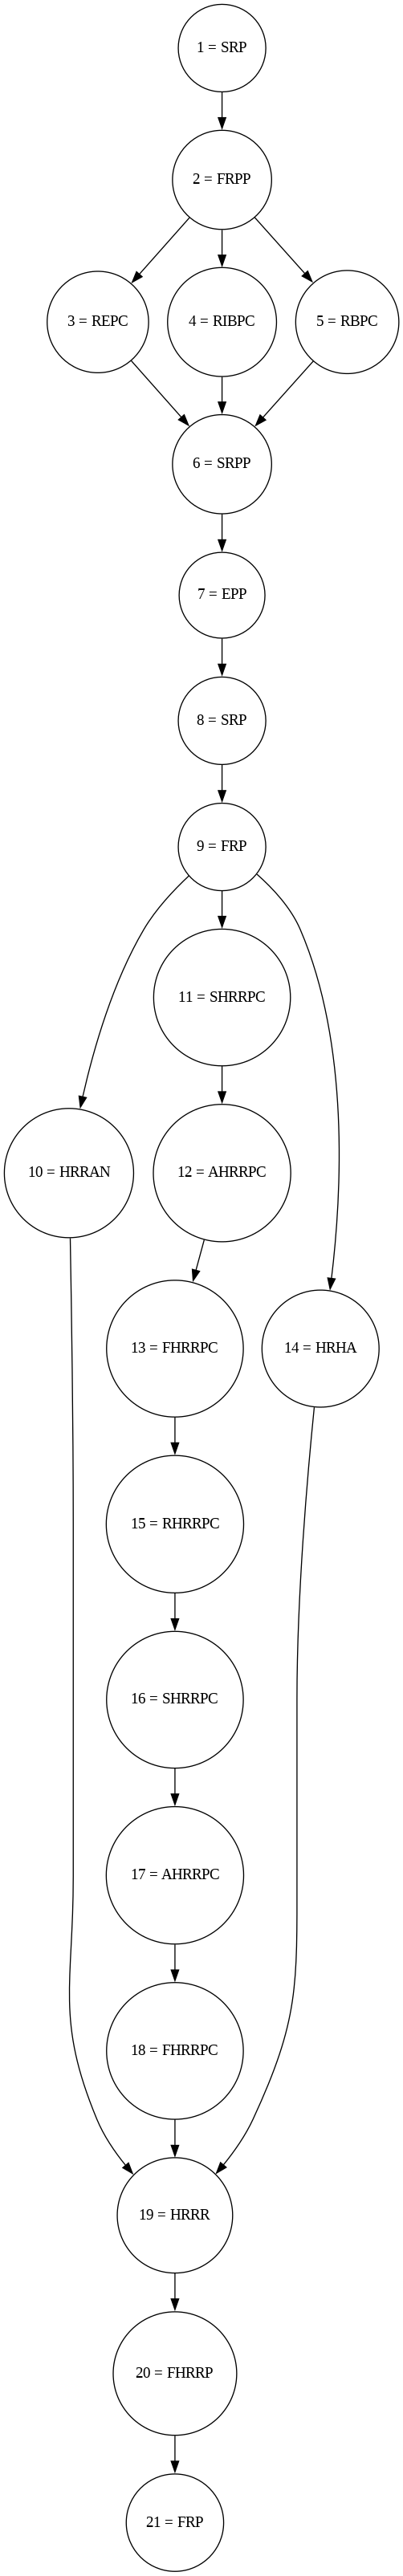 1 = SRP
2 = FRPP
3 = REPC
4 = RIBPC
5 = RBPC
6 = SRPP
7 = EPP
8 = SRP
9 = FRP
11 = SHRRPC
10 = HRRAN
12 = AHRRPC
13 = FHRRPC
14 = HRHA
15 = RHRRPC
16 = SHRRPC
17 = AHRRPC
18 = FHRRPC
19 = HRRR
20 = FHRRP
21 = FRP